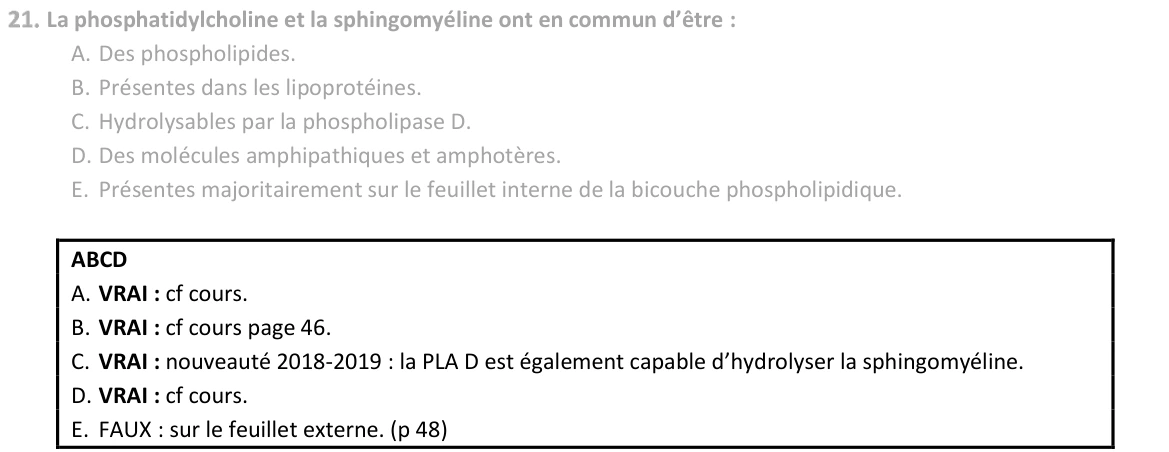 21. La phosphatidylcholine et la sphingomyéline ont en commun d’être :
A. Des phospholipides.
B. Présentes dans les lipoprotéines.
C. Hydrolysables par la phospholipase D.
D. Des molécules amphipathiques et amphotères.
E. Présentes majoritairement sur le feuillet interne de la bicouche phospholipidique.
ABCD
A. VRAI : cf cours.
B. VRAI : cf cours page 46.
C. VRAI : nouveauté 2018-2019 : la PLA D est également capable d’hydrolyser la sphingomyéline.
D. VRAI : cf cours.
E. FAUX : sur le feuillet externe. (p 48)